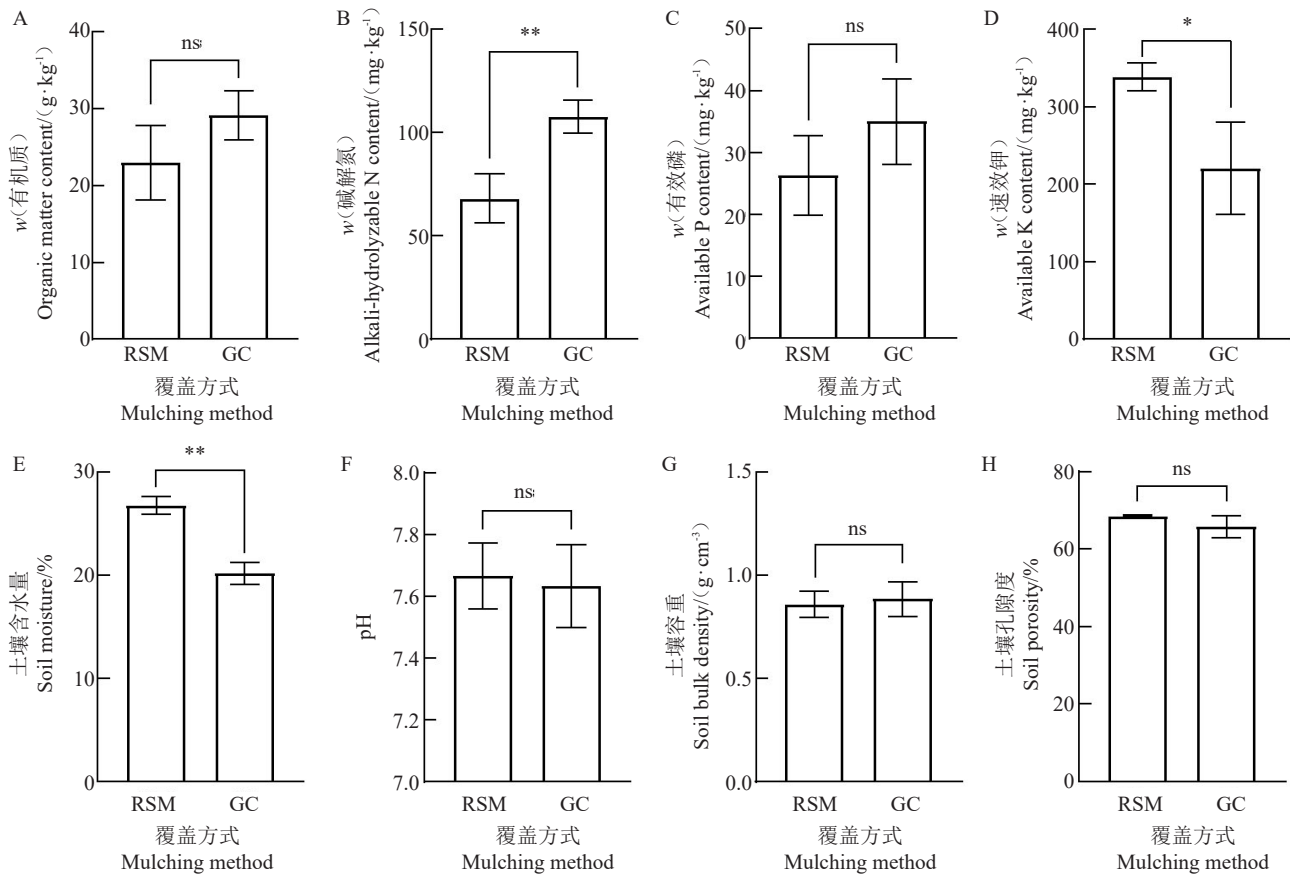 A
w(有机质)
Organic matter content/(g·kg⁻¹)
40
30
20
10
0
ns
RSM GC
覆盖方式
Mulching method
B
w(碱解氮)
Alkali-hydrolyzable N content/(mg·kg⁻¹)
150
100
50
0
**
RSM GC
覆盖方式
Mulching method
C
w(有效磷)
Available P content/(mg·kg⁻¹)
50
40
30
20
10
0
ns
RSM GC
覆盖方式
Mulching method
D
w(速效钾)
Available K content/(mg·kg⁻¹)
400
300
200
100
0
*
RSM GC
覆盖方式
Mulching method
E
土壤含水量
Soil moisture/%
30
20
10
0
**
RSM GC
覆盖方式
Mulching method
F
pH
8.0
7.8
7.6
7.4
7.2
7.0
ns
RSM GC
覆盖方式
Mulching method
G
土壤容重
Soil bulk density/(g·cm⁻³)
1.5
1.0
0.5
0.0
ns
RSM GC
覆盖方式
Mulching method
H
土壤孔隙度
Soil porosity/%
80
60
40
20
0
ns
RSM GC
覆盖方式
Mulching method